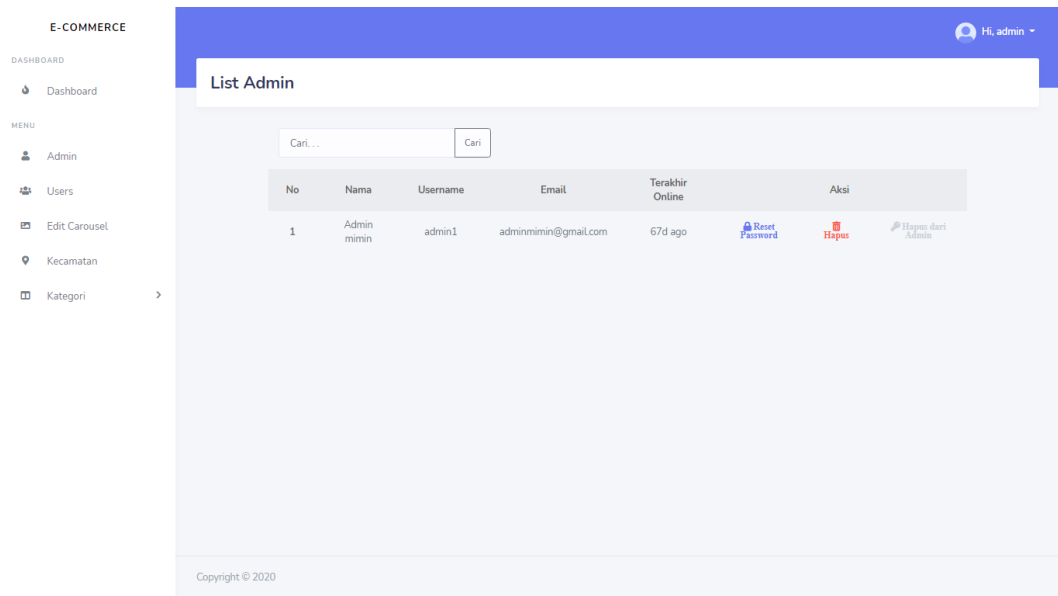 E-COMMERCE
Hi, admin
DASHBOARD
Dashboard
List Admin
MENU
Admin
Users
Edit Carousel
Kecamatan
Kategori
Cari. . .
Cari
No Nama Username Email Terakhir Online Aksi
1 Admin mimin admin1 adminmimin@gmail.com 67d ago Reset Password Hapus Hapus dari Admin
Copyright © 2020